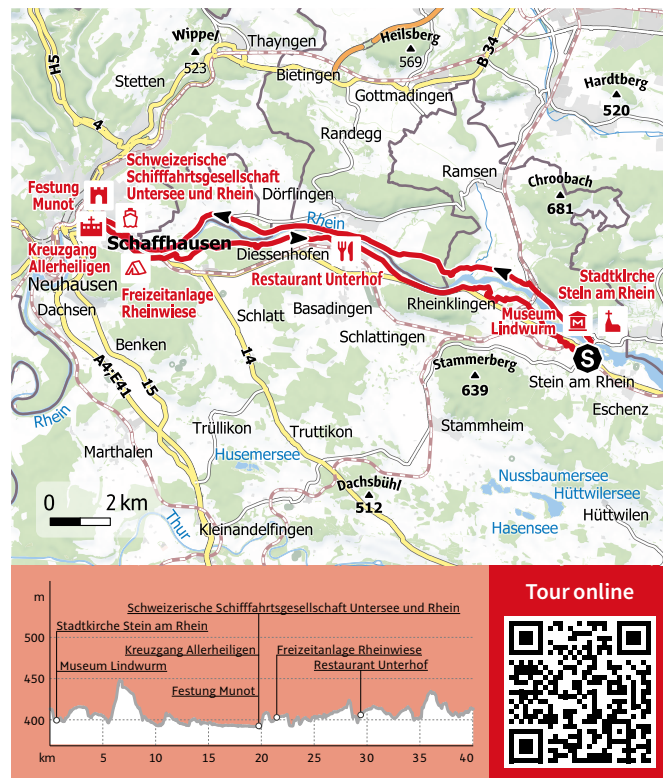 Wippel
523
Thayngen
Heilsberg
569
B 34
H5
Stetten
Bietingen
Gottmadingen
Hardtberg
520
4
Randegg
Schweizerische
Schifffahrtsgesellschaft
Untersee und Rhein
Ramsen
Chroobach
681
Festung
Munot
Dörflingen
Rhein
Schaffhausen
Kreuzgang
Allerheiligen
Diessenhofen
Restaurant Unterhof
Stadtkirche
Stein am Rhein
Neuhausen
Freizeitanlage
Rheinwiese
Rheinklingen
Museum
Lindwurm
Dachsen
Schlatt
Basadingen
Schlattingen
Benken
14
Stammerberg
639
S
Stein am Rhein
A4;E41
15
Eschenz
Rhein
Trüllikon
Truttikon
Stammheim
Marthalen
Husemersee
Nussbaumersee
Hüttwilersee
Dachsbühl
512
0 2 km
Thur
Kleinandelfingen
Hasensee
Hüttwilen
m
Schweizerische Schifffahrtsgesellschaft Untersee und Rhein
Stadtkirche Stein am Rhein
500
Kreuzgang Allerheiligen
Freizeitanlage Rheinwiese
Museum Lindwurm
Restaurant Unterhof
450
Festung Munot
400
km 5 10 15 20 25 30 35 40
Tour online